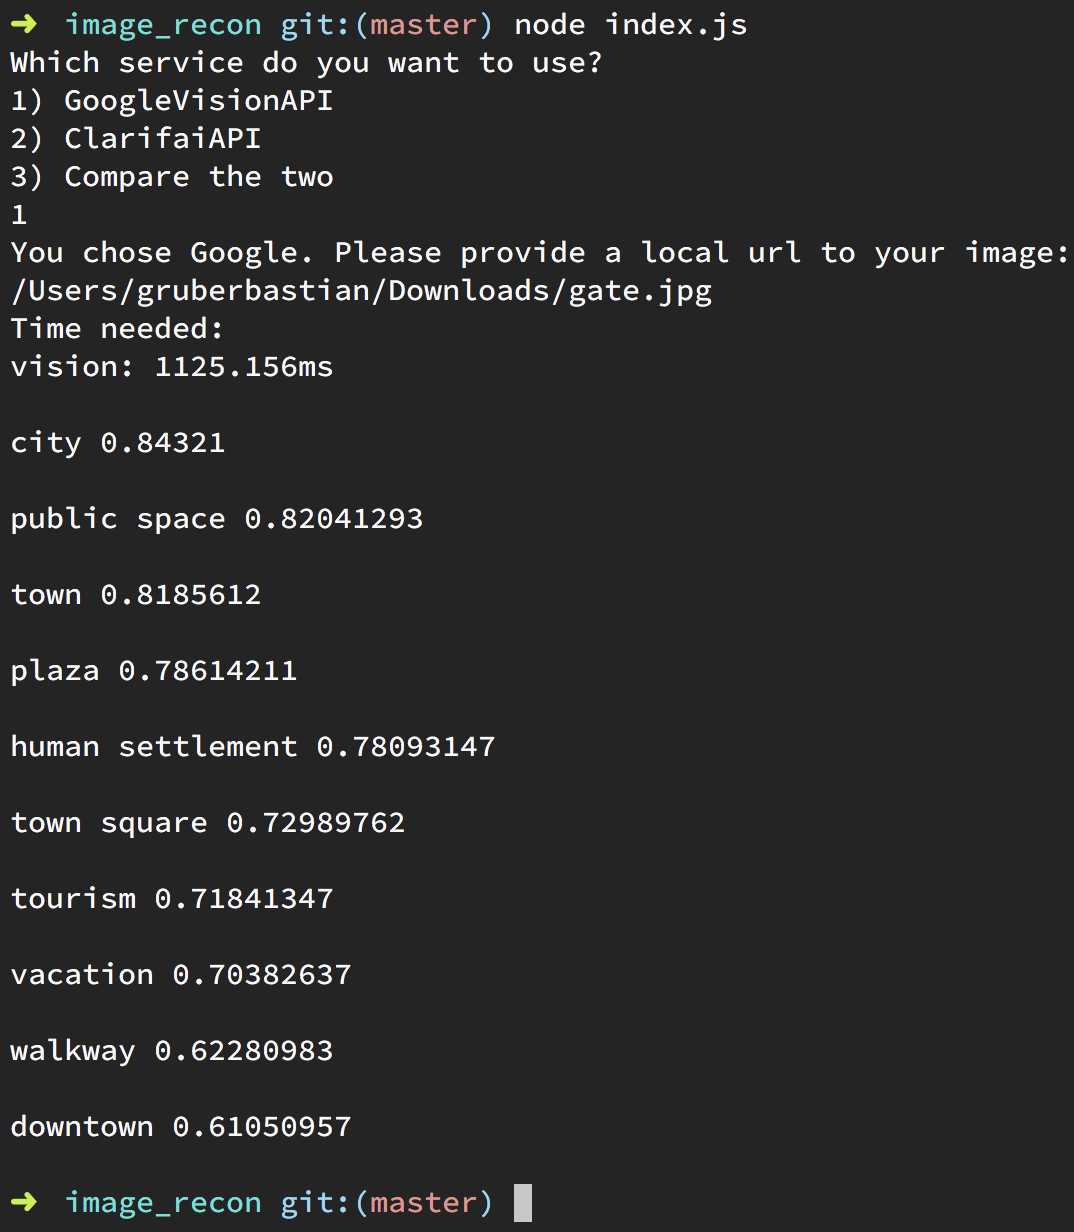 ➜ image_recon git:(master) node index.js
Which service do you want to use?
1) GoogleVisionAPI
2) ClarifaiAPI
3) Compare the two
1
You chose Google. Please provide a local url to your image:
/Users/gruberbastian/Downloads/gate.jpg
Time needed:
vision: 1125.156ms
city 0.84321
public space 0.82041293
town 0.8185612
plaza 0.78614211
human settlement 0.78093147
town square 0.72989762
tourism 0.71841347
vacation 0.70382637
walkway 0.62280983
downtown 0.61050957
➜ image_recon git:(master)